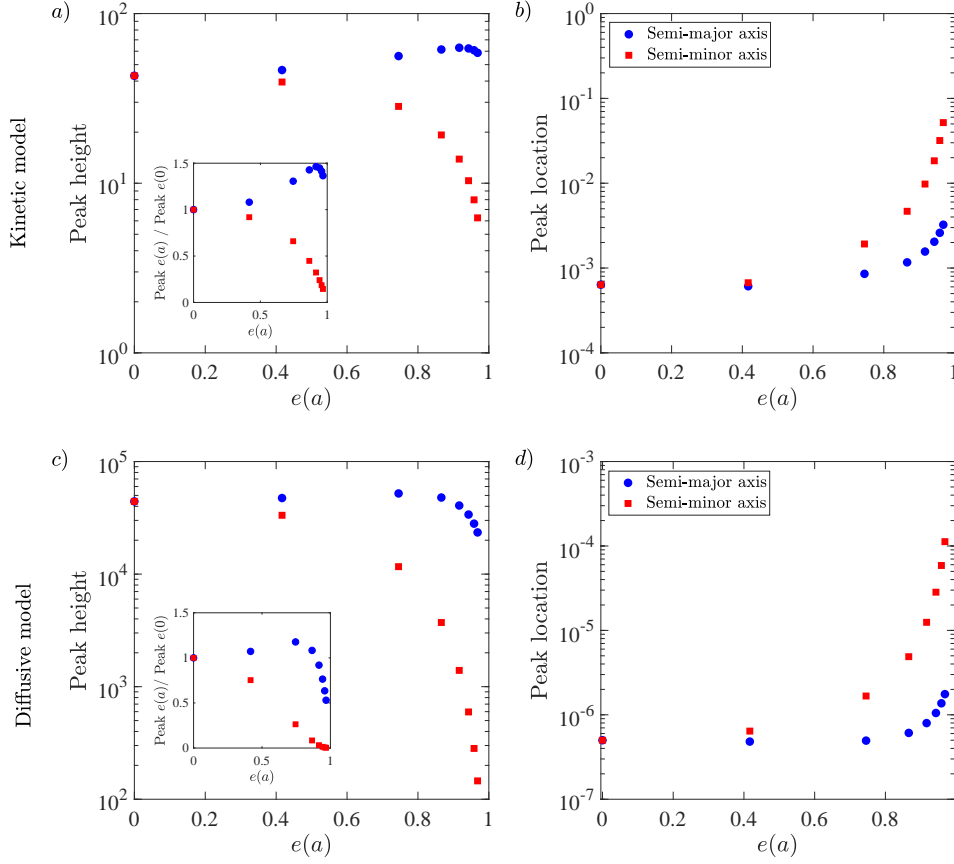 a)
Kinetic model
Peak height
10^2
10^1
10^0
0 0.2 0.4 0.6 0.8 1
e(a)
Peak e(a) / Peak e(0)
1.5
1
0.5
0
0 0.5 1
e(a)
b)
Peak location
10^0
10^-1
10^-2
10^-3
10^-4
0 0.2 0.4 0.6 0.8 1
e(a)
Semi-major axis
Semi-minor axis
c)
Diffusive model
Peak height
10^5
10^4
10^3
10^2
0 0.2 0.4 0.6 0.8 1
e(a)
Peak e(a)/ Peak e(0)
1.5
1
0.5
0
0 0.5 1
e(a)
d)
Peak location
10^-3
10^-4
10^-5
10^-6
10^-7
0 0.2 0.4 0.6 0.8 1
e(a)
Semi-major axis
Semi-minor axis